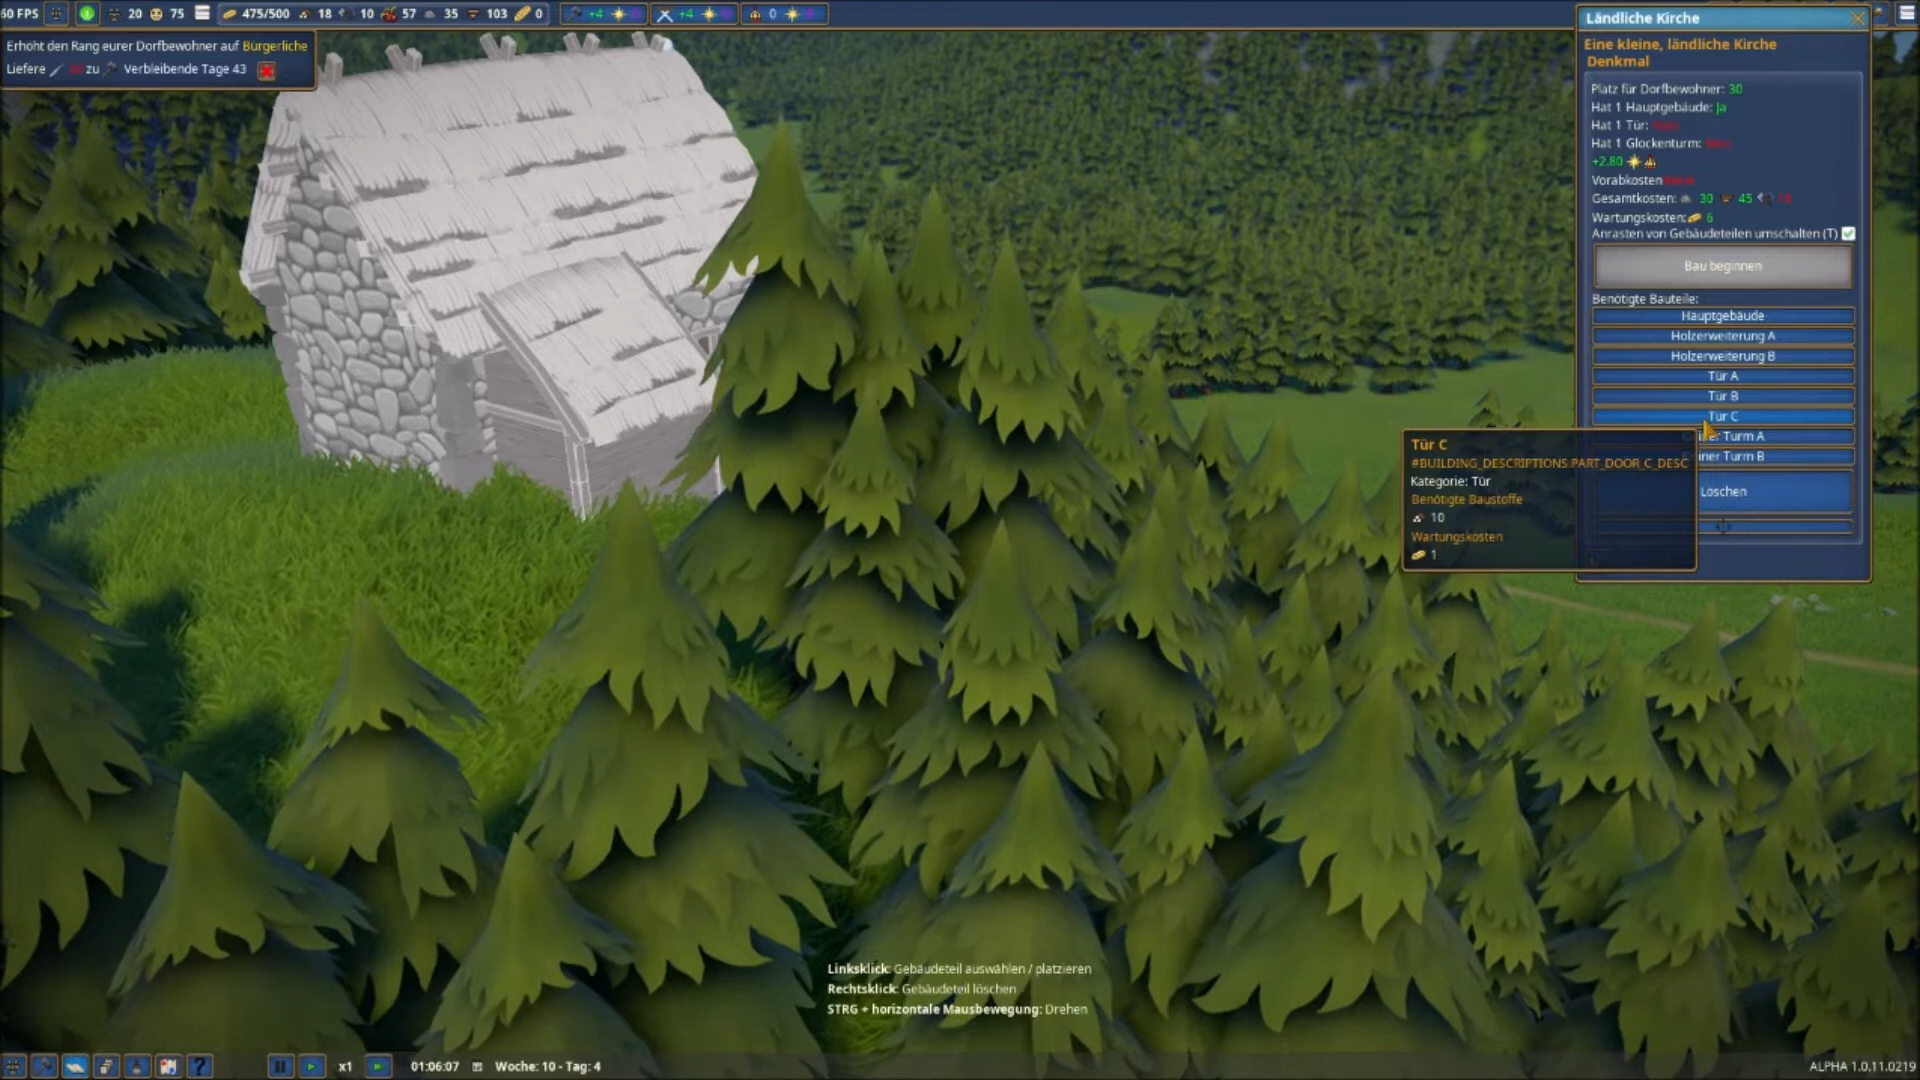 60 FPS
20
75
475/500
18
10
57
35
103
0
+4
+4
0
Erhöht den Rang eurer Dorfbewohner auf Bürgerliche
Liefere
zu
Verbleibende Tage 43
Ländliche Kirche
Eine kleine, ländliche Kirche
Denkmal
Platz für Dorfbewohner: 30
Hat 1 Hauptgebäude: Ja
Hat 1 Tür:
Hat 1 Glockenturm:
+2.80
Vorabkosten
Gesamtkosten: 30 45
Wartungskosten: 6
Anrasten von Gebäudeteilen umschalten (T)
Bau beginnen
Benötigte Bauteile:
Hauptgebäude
Holzerweiterung A
Holzerweiterung B
Tür A
Tür B
Tür C
Turm A
Turm B
Löschen
Tür C
#BUILDING_DESCRIPTIONS.PART_DOOR_C_DESC
Kategorie: Tür
Benötigte Baustoffe
10
Wartungskosten
1
Linksklick: Gebäudeteil auswählen / platzieren
Rechtsklick: Gebäudeteil löschen
STRG + horizontale Mausbewegung: Drehen
?
x1
01:06:07
Woche: 10 - Tag: 4
ALPHA 1.0.11.0219